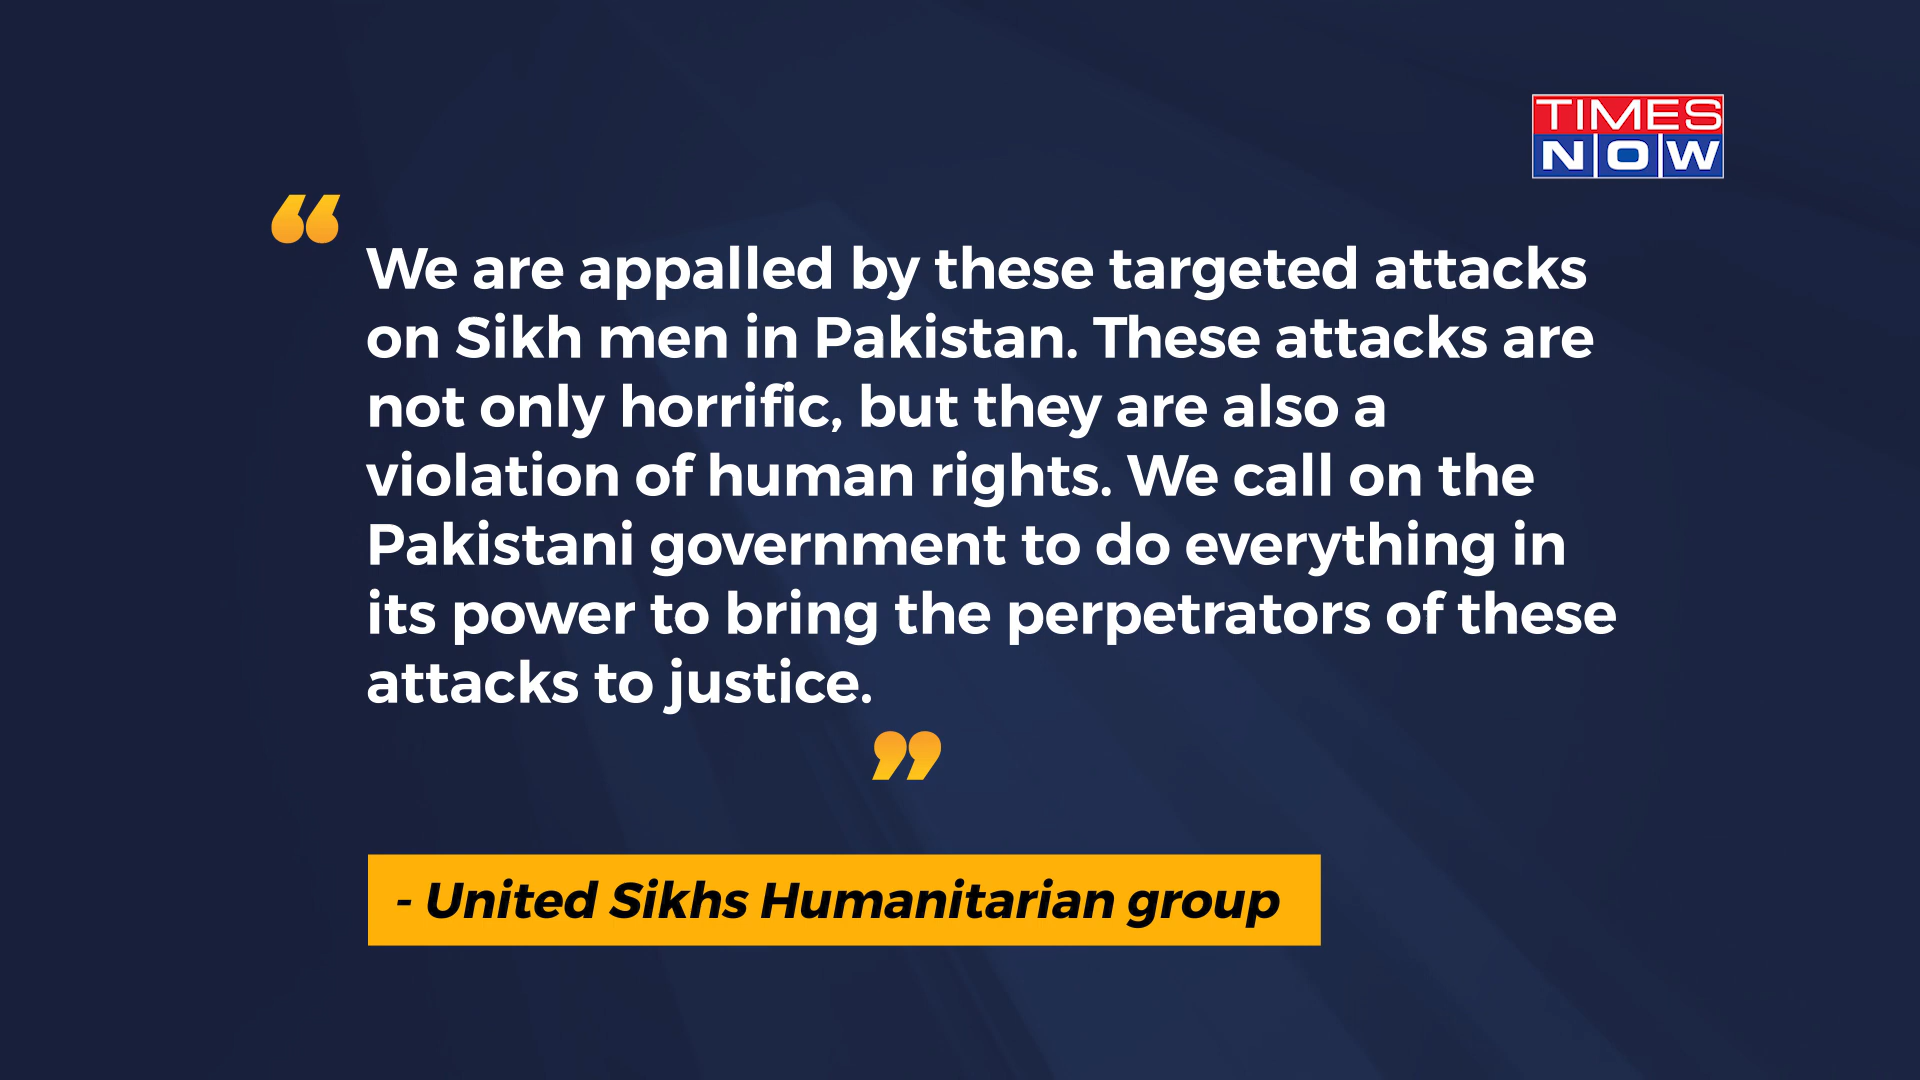 TIMES
NOW
“
We are appalled by these targeted attacks
on Sikh men in Pakistan. These attacks are
not only horrific, but they are also a
violation of human rights. We call on the
Pakistani government to do everything in
its power to bring the perpetrators of these
attacks to justice.
”
- United Sikhs Humanitarian group